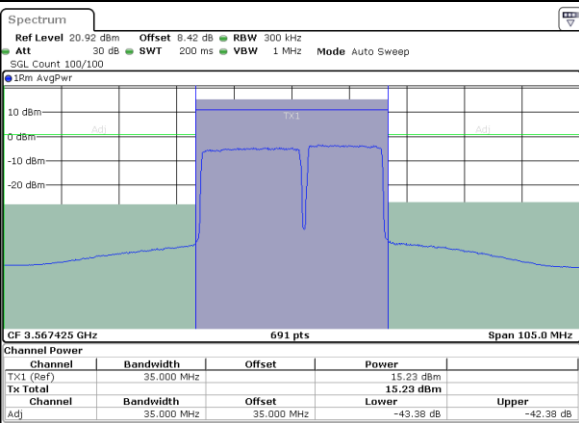 Spectrum
Ref Level 20.92 dBm Offset 8.42 dB RBW 300 kHz
Att 30 dB SWT 200 ms VBW 1 MHz Mode Auto Sweep
SGL Count 100/100
1Rm AvgPwr
TX1
10 dBm
Adj Adj
0 dBm
-10 dBm
-20 dBm
CF 3.567425 GHz 691 pts Span 105.0 MHz
Channel Power
Channel Bandwidth Offset Power
TX1 (Ref) 35.000 MHz 15.23 dBm
Tx Total 15.23 dBm
Channel Bandwidth Offset Lower Upper
Adj 35.000 MHz 35.000 MHz -43.38 dB -42.38 dB